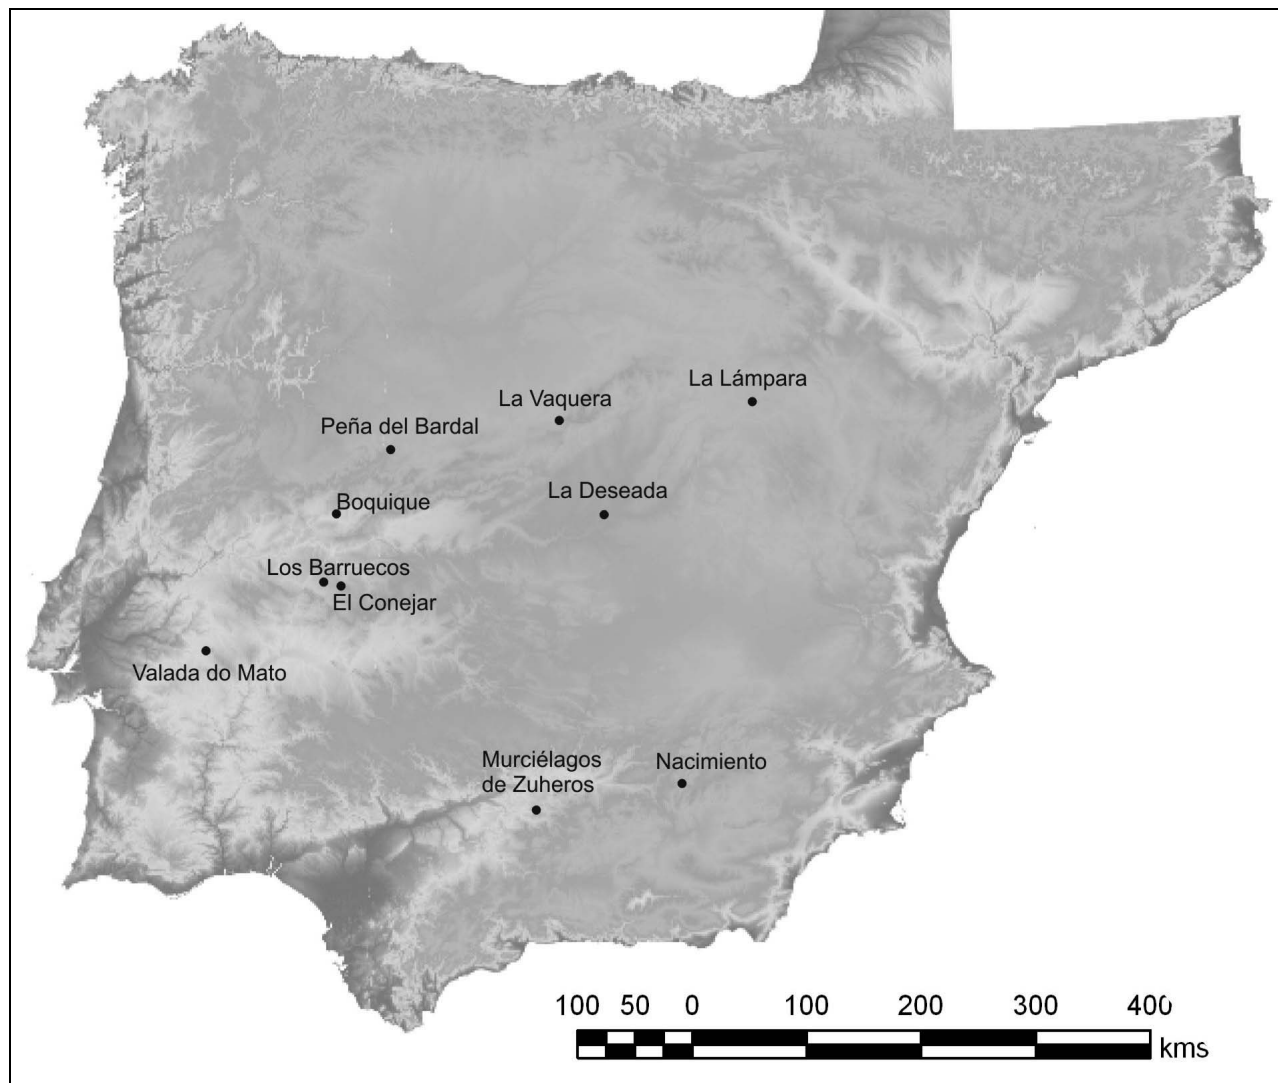 La Lámpara
La Vaquera
Peña del Bardal
La Deseada
Boquique
Los Barruecos
El Conejar
Valada do Mato
Murciélagos
de Zuheros
Nacimiento
100 50 0 100 200 300 400
kms